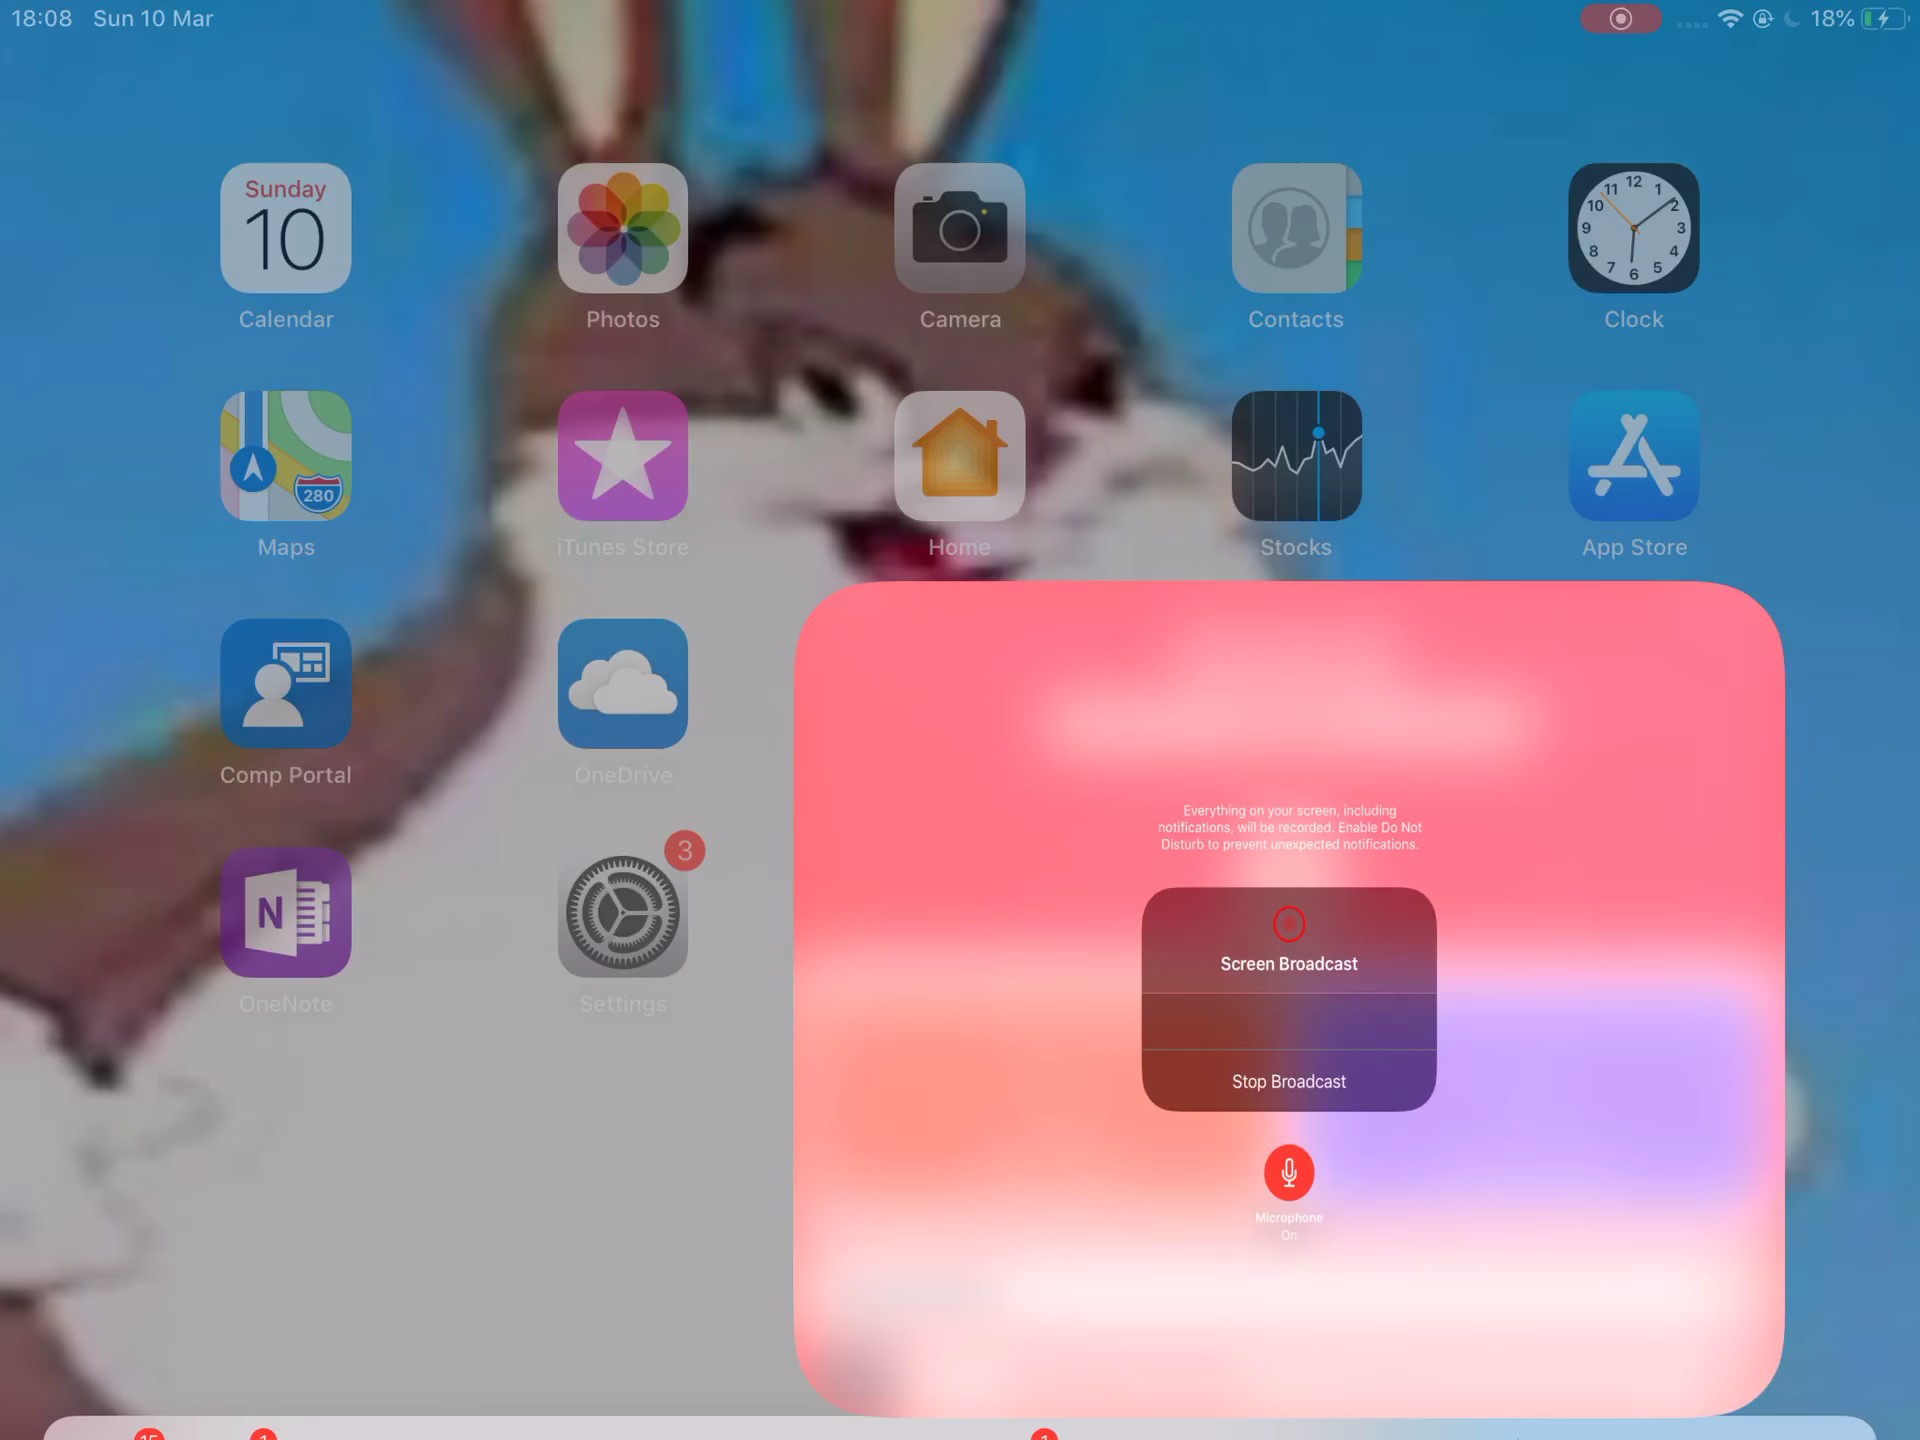 18:08 Sun 10 Mar
18%
Sunday
10
Calendar
Photos
Camera
Contacts
12
11 1
10 2
9 3
8 4
7 5
6
Clock
280
Maps
iTunes Store
Home
Stocks
App Store
Comp Portal
OneDrive
N
OneNote
3
Settings
Everything on your screen, including
notifications, will be recorded. Enable Do Not
Disturb to prevent unexpected notifications.
Screen Broadcast
Stop Broadcast
Microphone
On
15
1
1